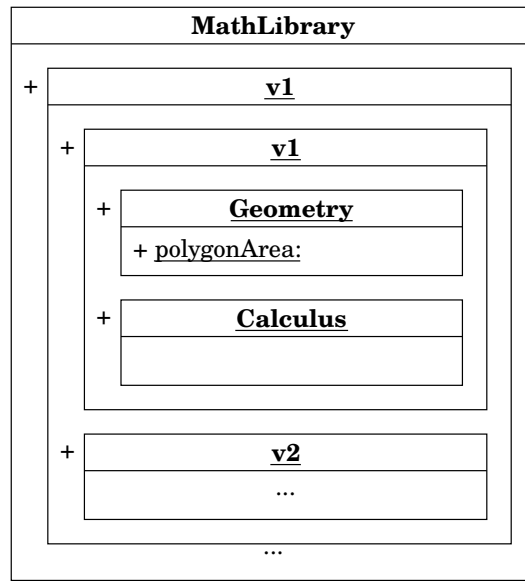 MathLibrary
+ v1
+ v1
+ Geometry
+ polygonArea:
+ Calculus
+ v2
...
...